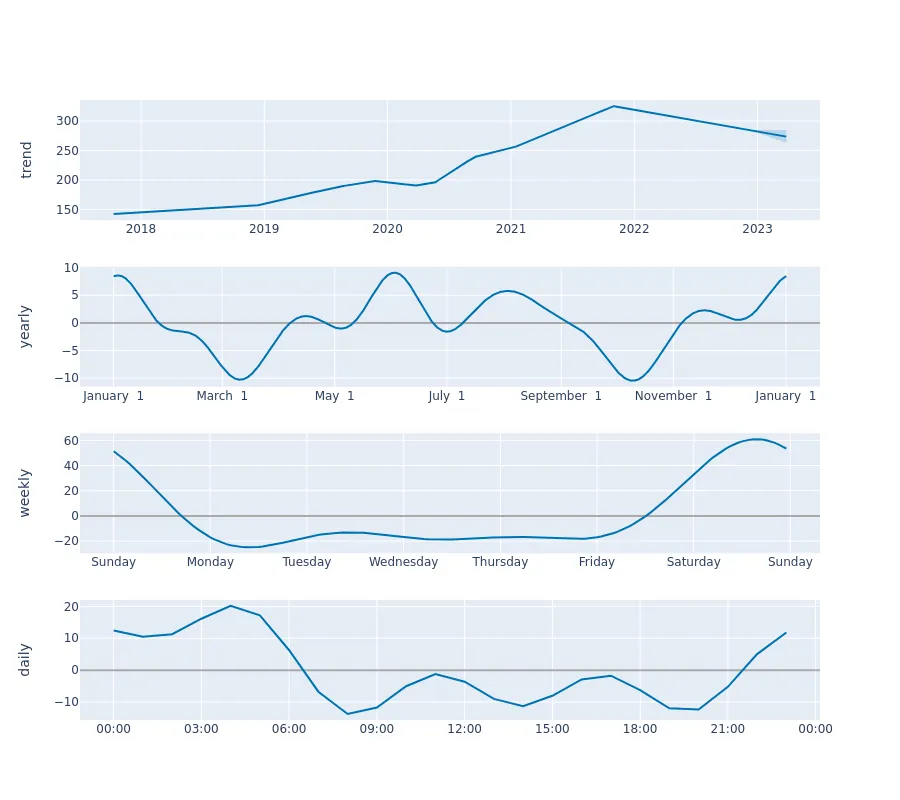 trend
300
250
200
150
2018 2019 2020 2021 2022 2023
yearly
10
5
0
−5
−10
January 1 March 1 May 1 July 1 September 1 November 1 January 1
weekly
60
40
20
0
−20
Sunday Monday Tuesday Wednesday Thursday Friday Saturday Sunday
daily
20
10
0
−10
00:00 03:00 06:00 09:00 12:00 15:00 18:00 21:00 00:00